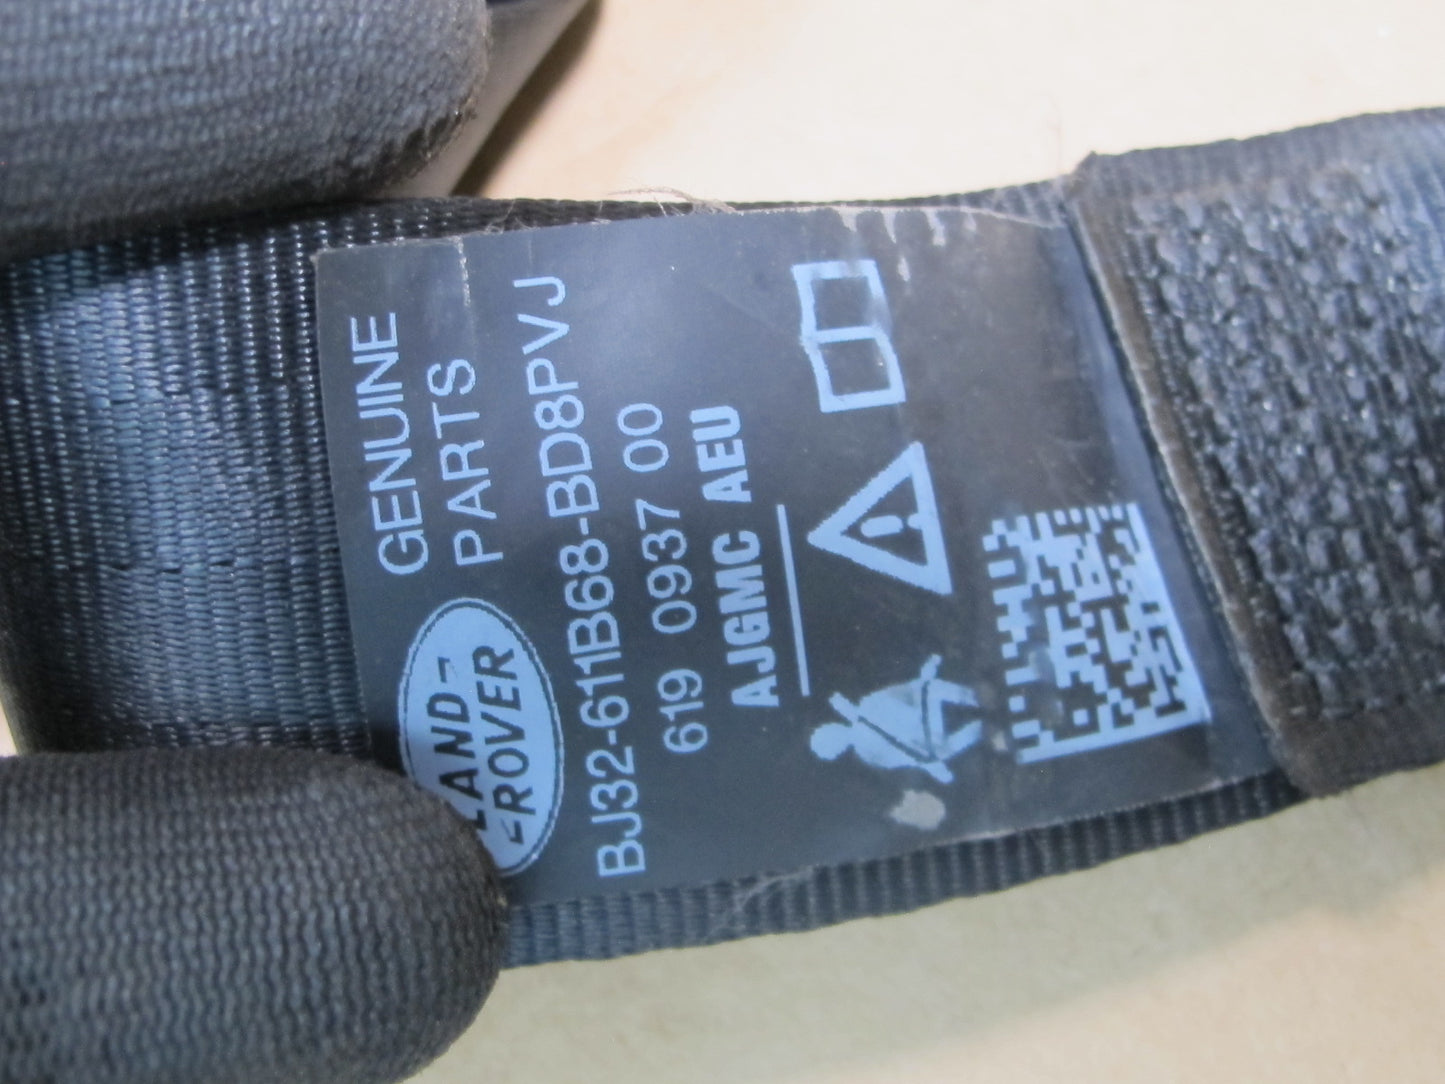 LAND-
-ROVER
GENUINE
PARTS
BJ32-611B68-BD8PVJ
619 0937 00
AJGMC AEU